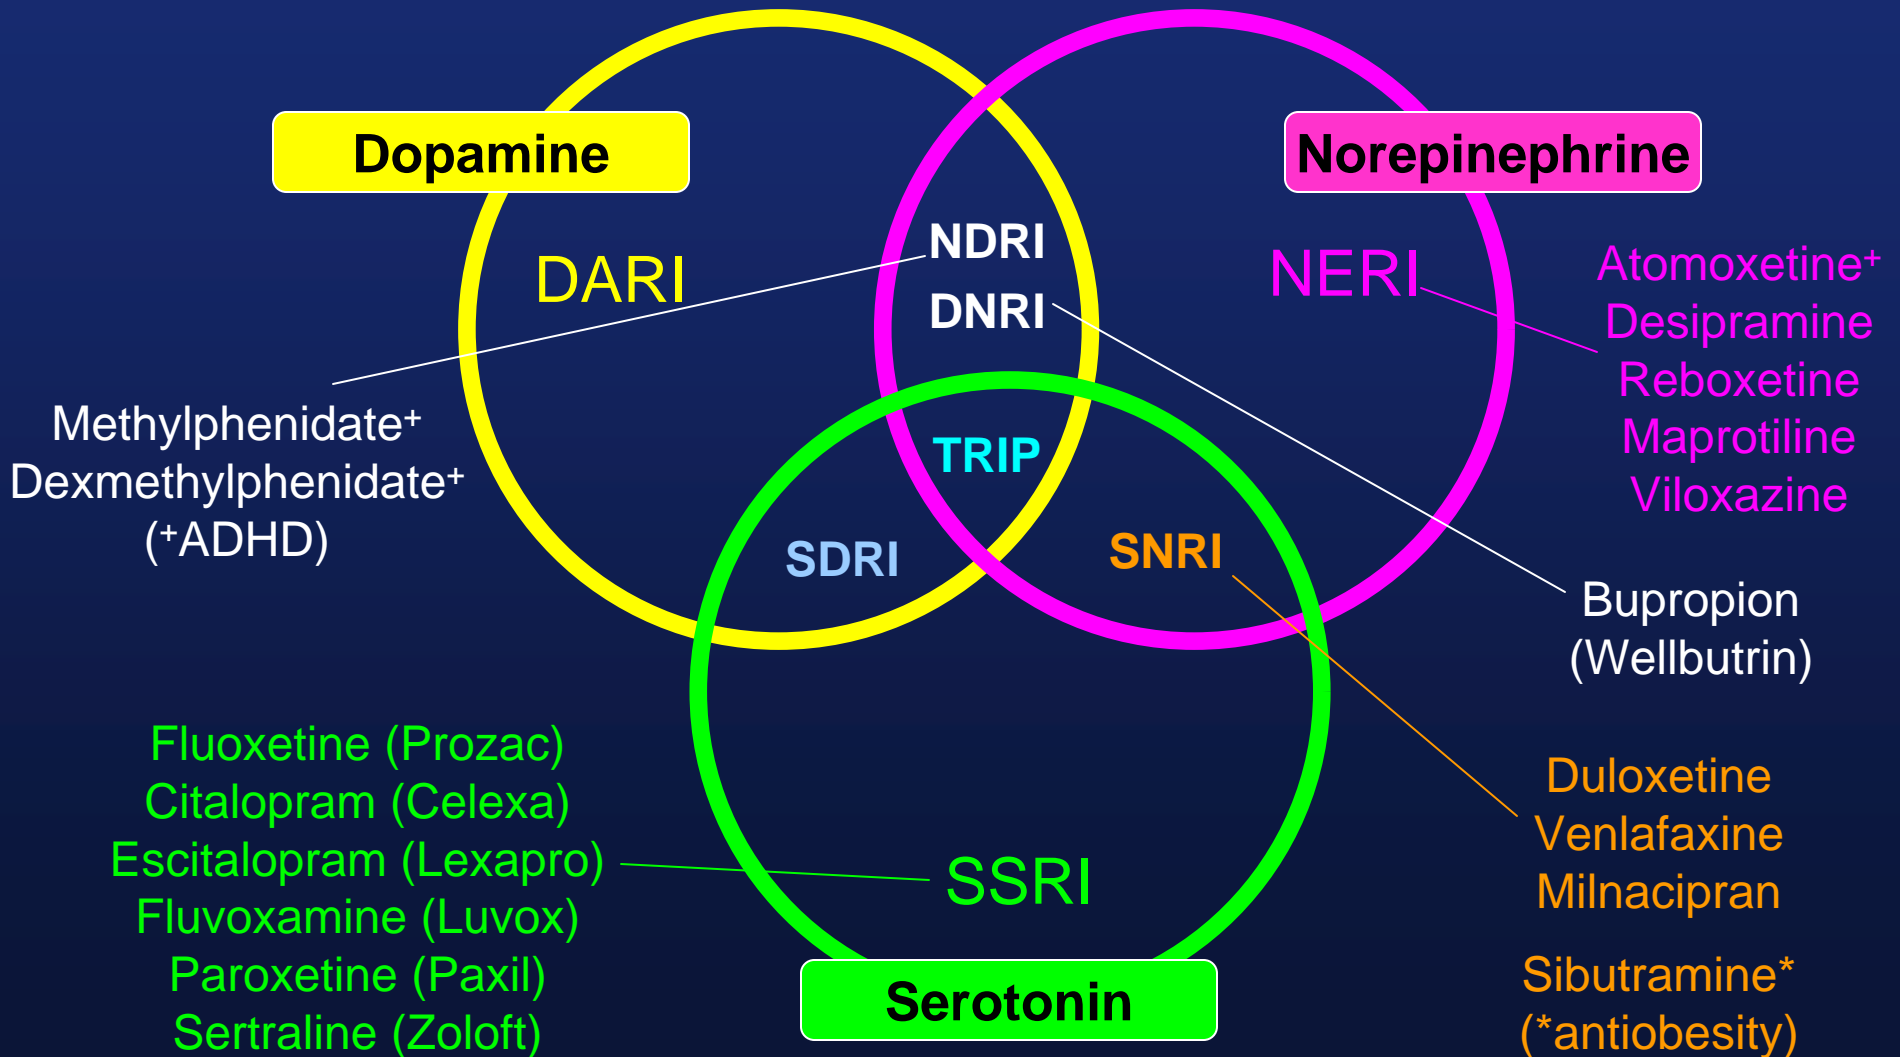 Dopamine
Norepinephrine
DARI
NDRI
DNRI
NERI
Atomoxetine⁺
Desipramine
Reboxetine
Maprotiline
Viloxazine
Methylphenidate⁺
Dexmethylphenidate⁺
(⁺ADHD)
TRIP
SDRI
SNRI
Bupropion
(Wellbutrin)
Fluoxetine (Prozac)
Citalopram (Celexa)
Escitalopram (Lexapro)
Fluvoxamine (Luvox)
Paroxetine (Paxil)
Sertraline (Zoloft)
SSRI
Serotonin
Duloxetine
Venlafaxine
Milnacipran
Sibutramine*
(*antiobesity)